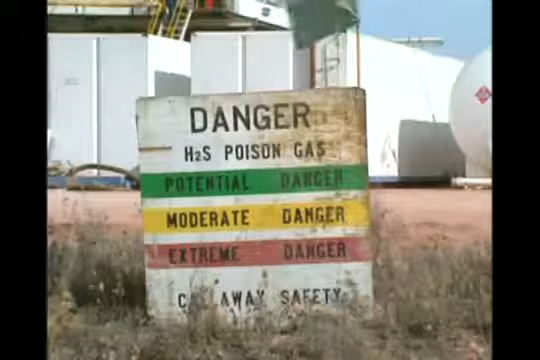 DANGER
H2S POISON GAS
POTENTIAL DANGER
MODERATE DANGER
EXTREME DANGER
CALLAWAY SAFETY